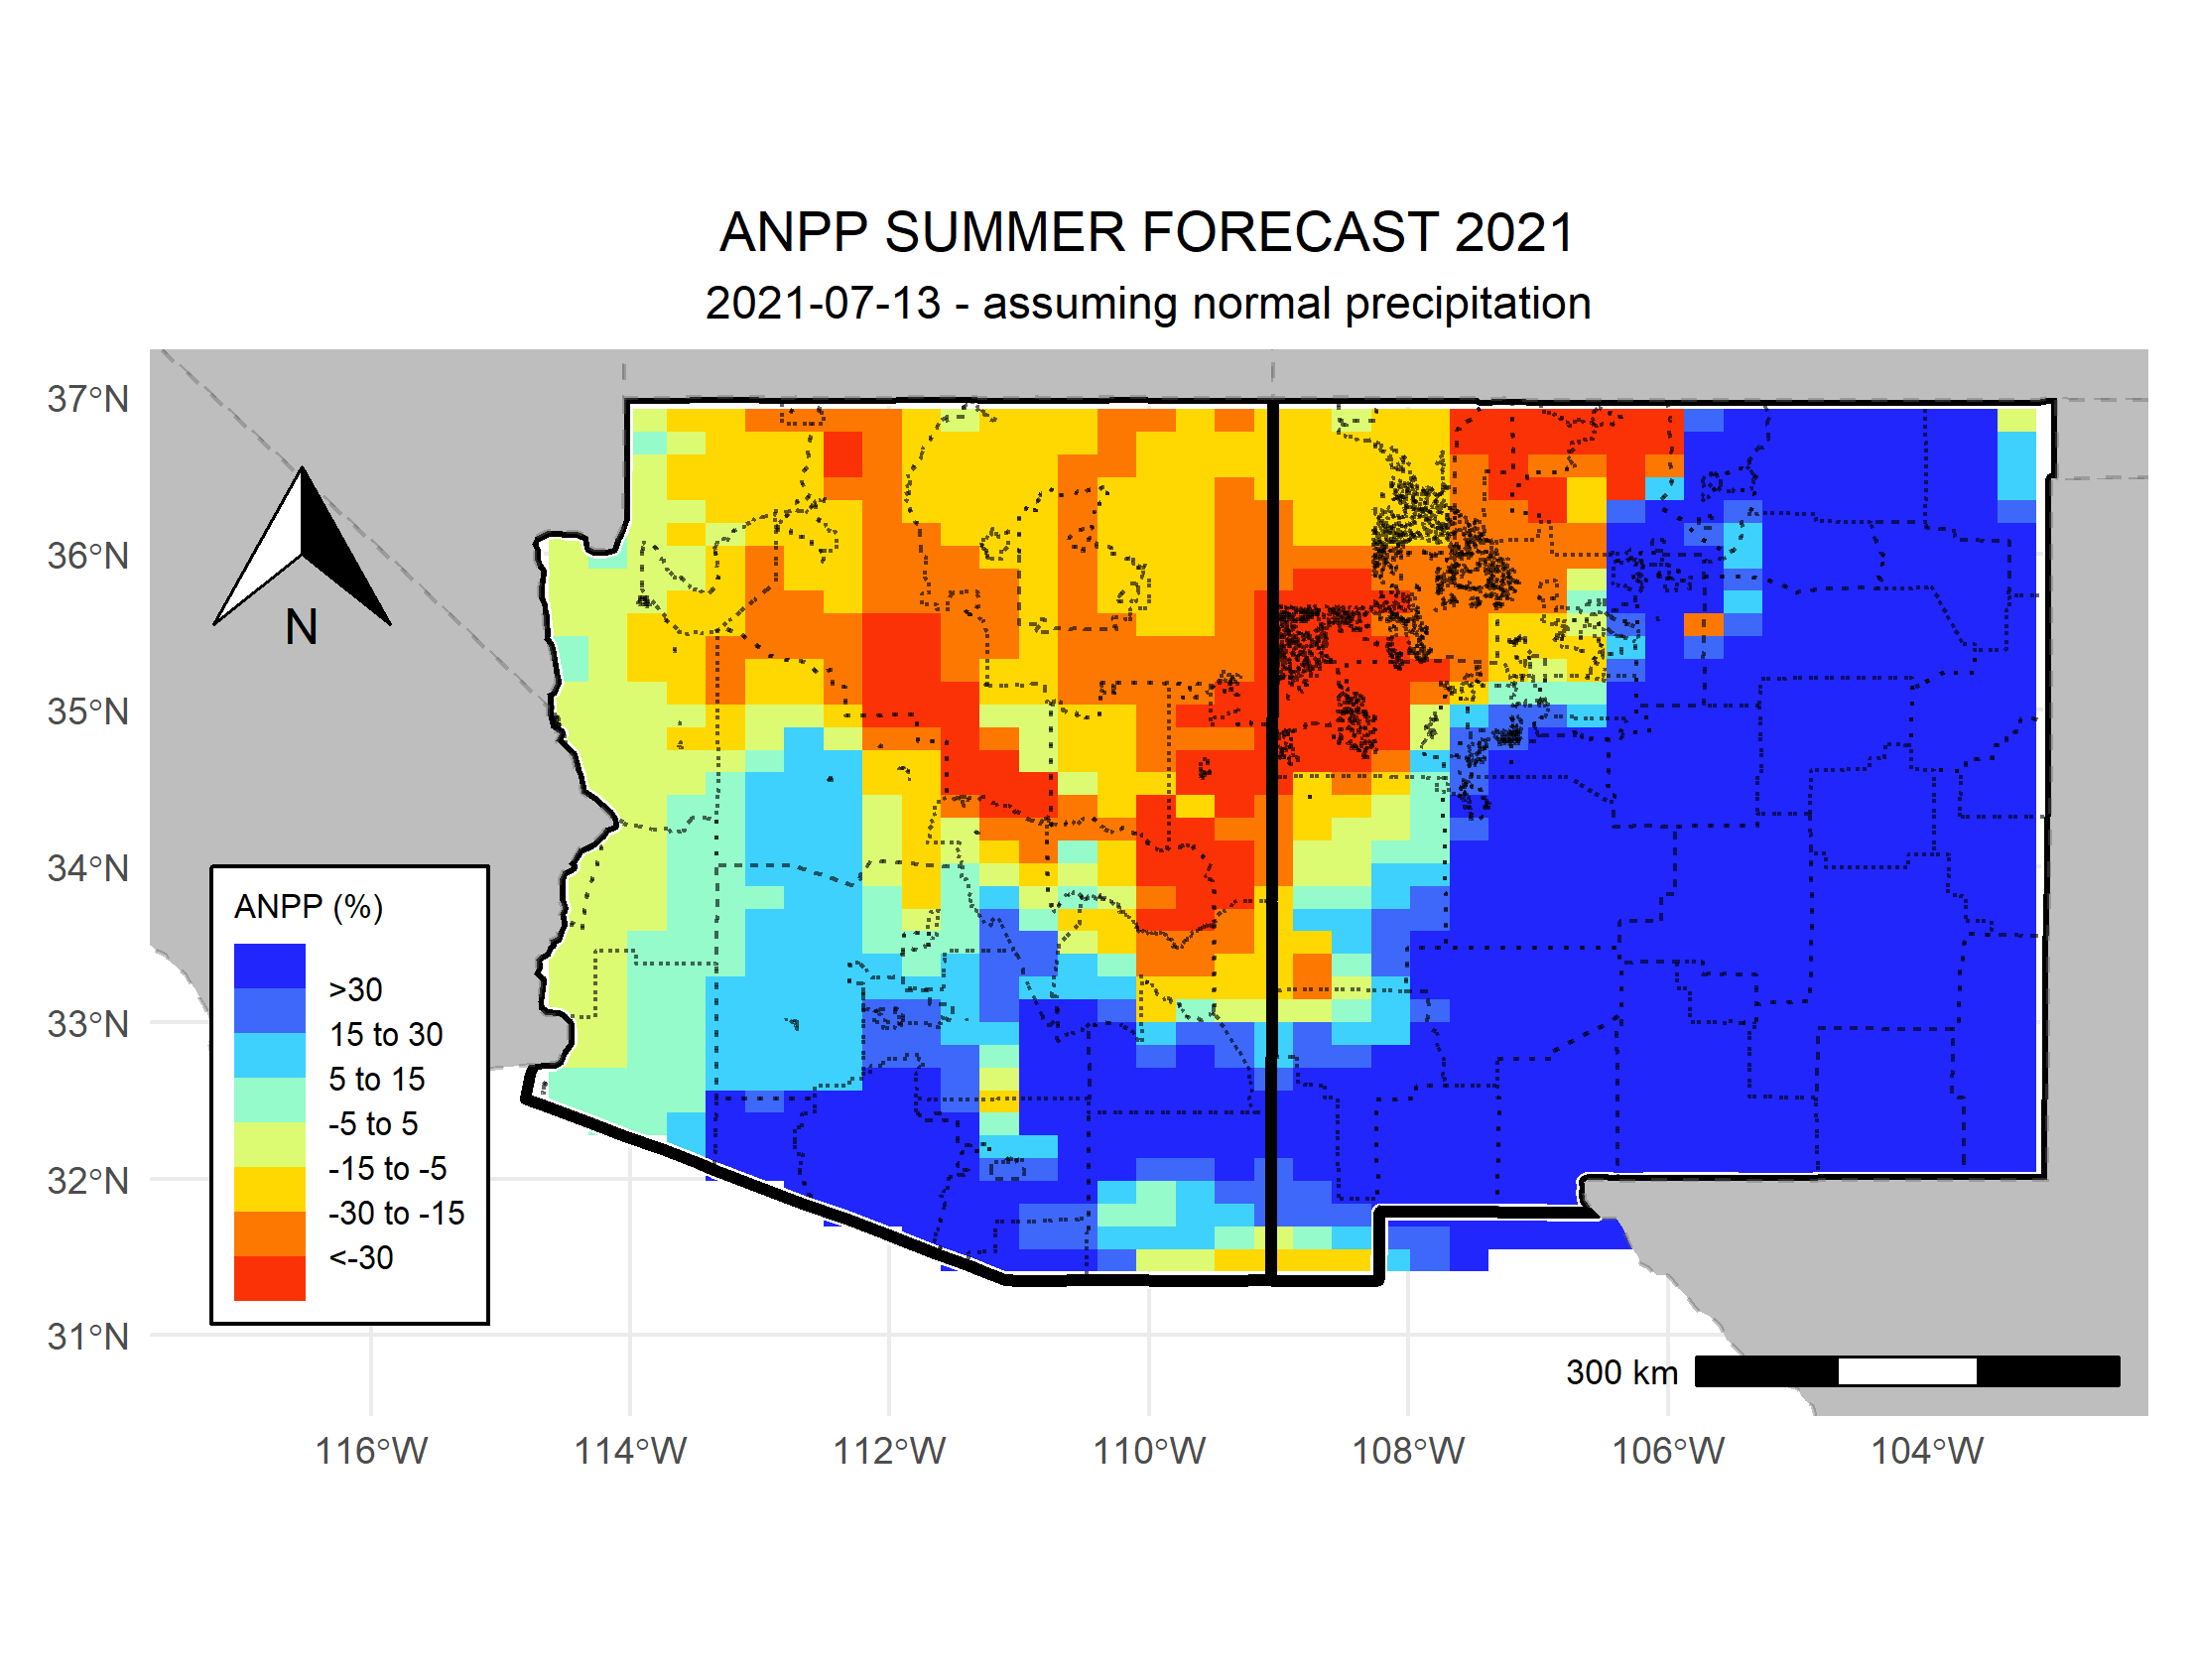 ANPP SUMMER FORECAST 2021
2021-07-13 - assuming normal precipitation
37°N
36°N
35°N
34°N
33°N
32°N
31°N
N
ANPP (%)
>30
15 to 30
5 to 15
-5 to 5
-15 to -5
-30 to -15
<-30
300 km
116°W
114°W
112°W
110°W
108°W
106°W
104°W